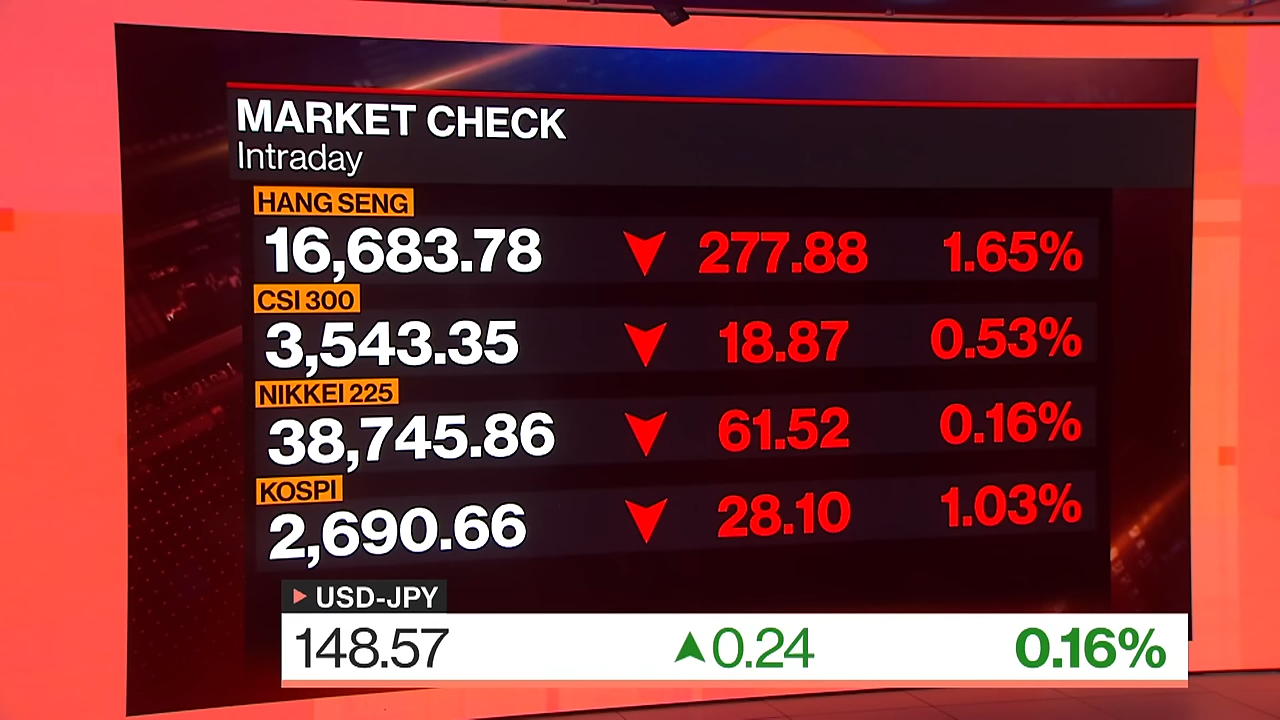 MARKET CHECK
Intraday
HANG SENG
16,683.78 ▼ 277.88 1.65%
CSI 300
3,543.35 ▼ 18.87 0.53%
NIKKEI 225
38,745.86 ▼ 61.52 0.16%
KOSPI
2,690.66 ▼ 28.10 1.03%
▶ USD-JPY
148.57 ▲0.24 0.16%